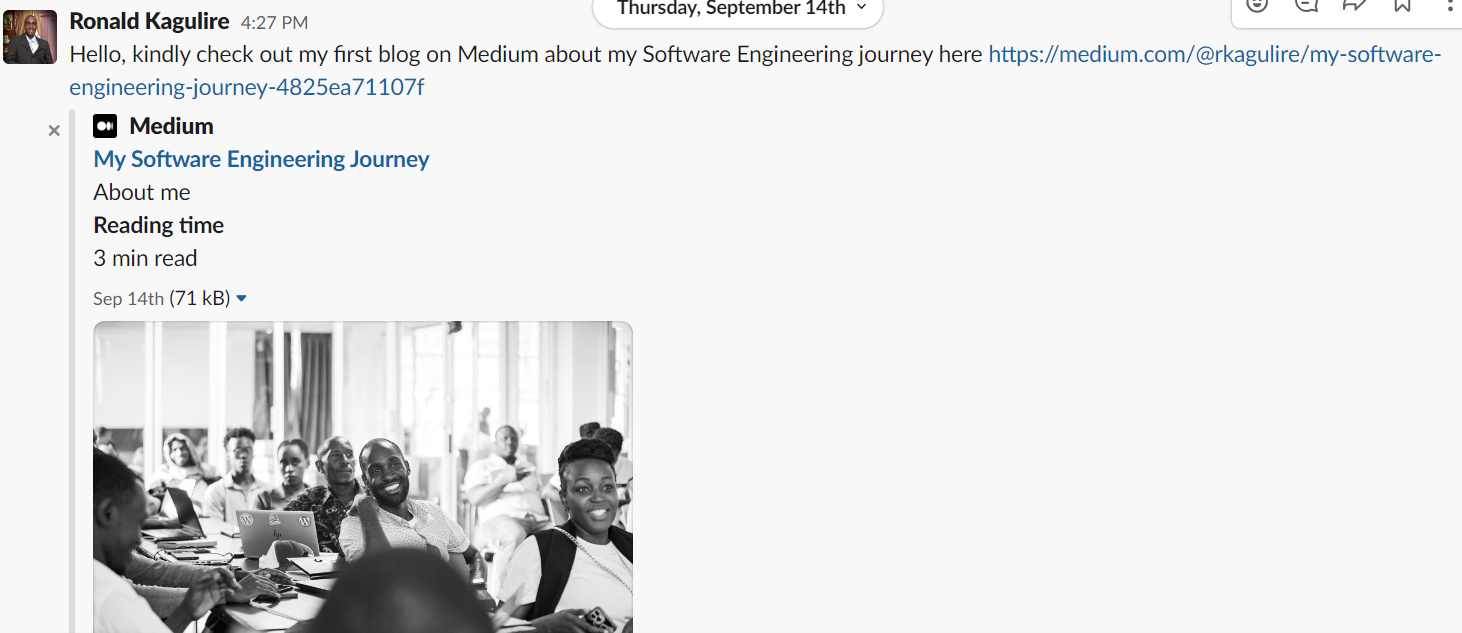 Thursday, September 14th
Ronald Kagulire 4:27 PM
Hello, kindly check out my first blog on Medium about my Software Engineering journey here https://medium.com/@rkagulire/my-software-
engineering-journey-4825ea71107f
Medium
My Software Engineering Journey
About me
Reading time
3 min read
Sep 14th (71 kB)
hp